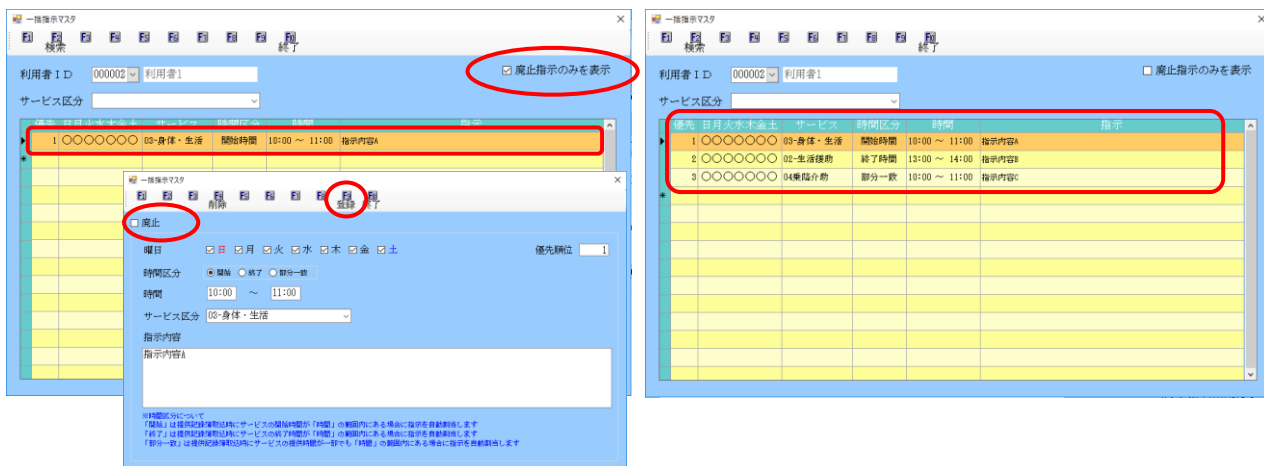 一括指示マスタ ×
F1 F2 F3 F4 F5 F6 F7 F8 F9 F10
検索 終了
利用者ID 000002 利用者1 廃止指示のみを表示
サービス区分
優先 日月火水木金土 サービス 時間区分 時間 指示
1 〇〇〇〇〇〇〇 03-身体・生活 開始時間 10:00 ～ 11:00 指示内容A
一括指示マスタ ×
F1 F2 F3 F4 F5 F6 F7 F8 F9 F10
削除 登録 終了
廃止
曜日 日 月 火 水 木 金 土 優先順位 1
時間区分 開始 終了 部分一致
時間 10:00 ～ 11:00
サービス区分 03-身体・生活
指示内容
指示内容A
※時間区分について
「開始」は提供記録簿取込時にサービスの開始時間が「時間」の範囲内にある場合に指示を自動割当します
「終了」は提供記録簿取込時にサービスの終了時間が「時間」の範囲内にある場合に指示を自動割当します
「部分一致」は提供記録簿取込時にサービスの提供時間が一部でも「時間」の範囲内にある場合に指示を自動割当します
一括指示マスタ ×
F1 F2 F3 F4 F5 F6 F7 F8 F9 F10
検索 終了
利用者ID 000002 利用者1 廃止指示のみを表示
サービス区分
優先 日月火水木金土 サービス 時間区分 時間 指示
1 〇〇〇〇〇〇〇 03-身体・生活 開始時間 10:00 ～ 11:00 指示内容A
2 〇〇〇〇〇〇〇 02-生活援助 終了時間 13:00 ～ 14:00 指示内容B
3 〇〇〇〇〇〇〇 04乗降介助 部分一致 10:00 ～ 11:00 指示内容C